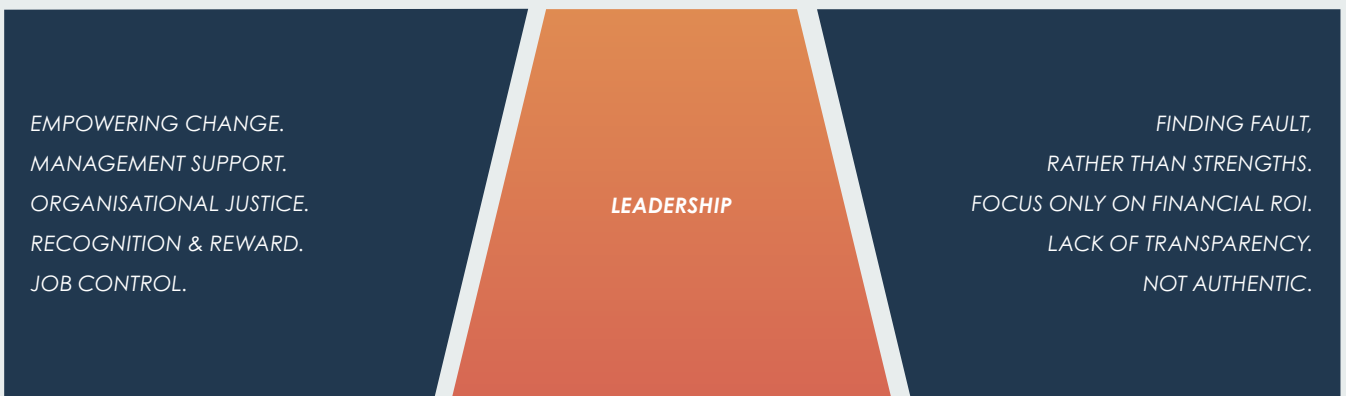 EMPOWERING CHANGE.
MANAGEMENT SUPPORT.
ORGANISATIONAL JUSTICE.
RECOGNITION & REWARD.
JOB CONTROL.
LEADERSHIP
FINDING FAULT,
RATHER THAN STRENGTHS.
FOCUS ONLY ON FINANCIAL ROI.
LACK OF TRANSPARENCY.
NOT AUTHENTIC.